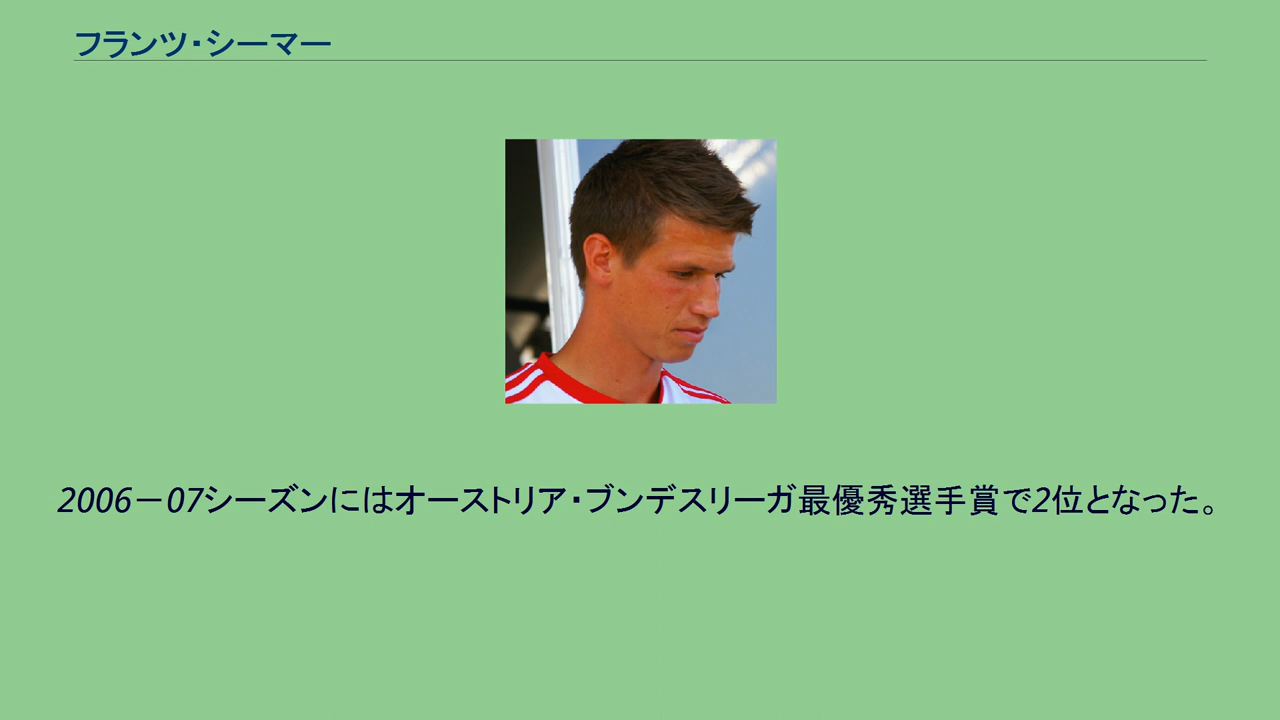 フランツ・シーマー
2006－07シーズンにはオーストリア・ブンデスリーガ最優秀選手賞で2位となった。